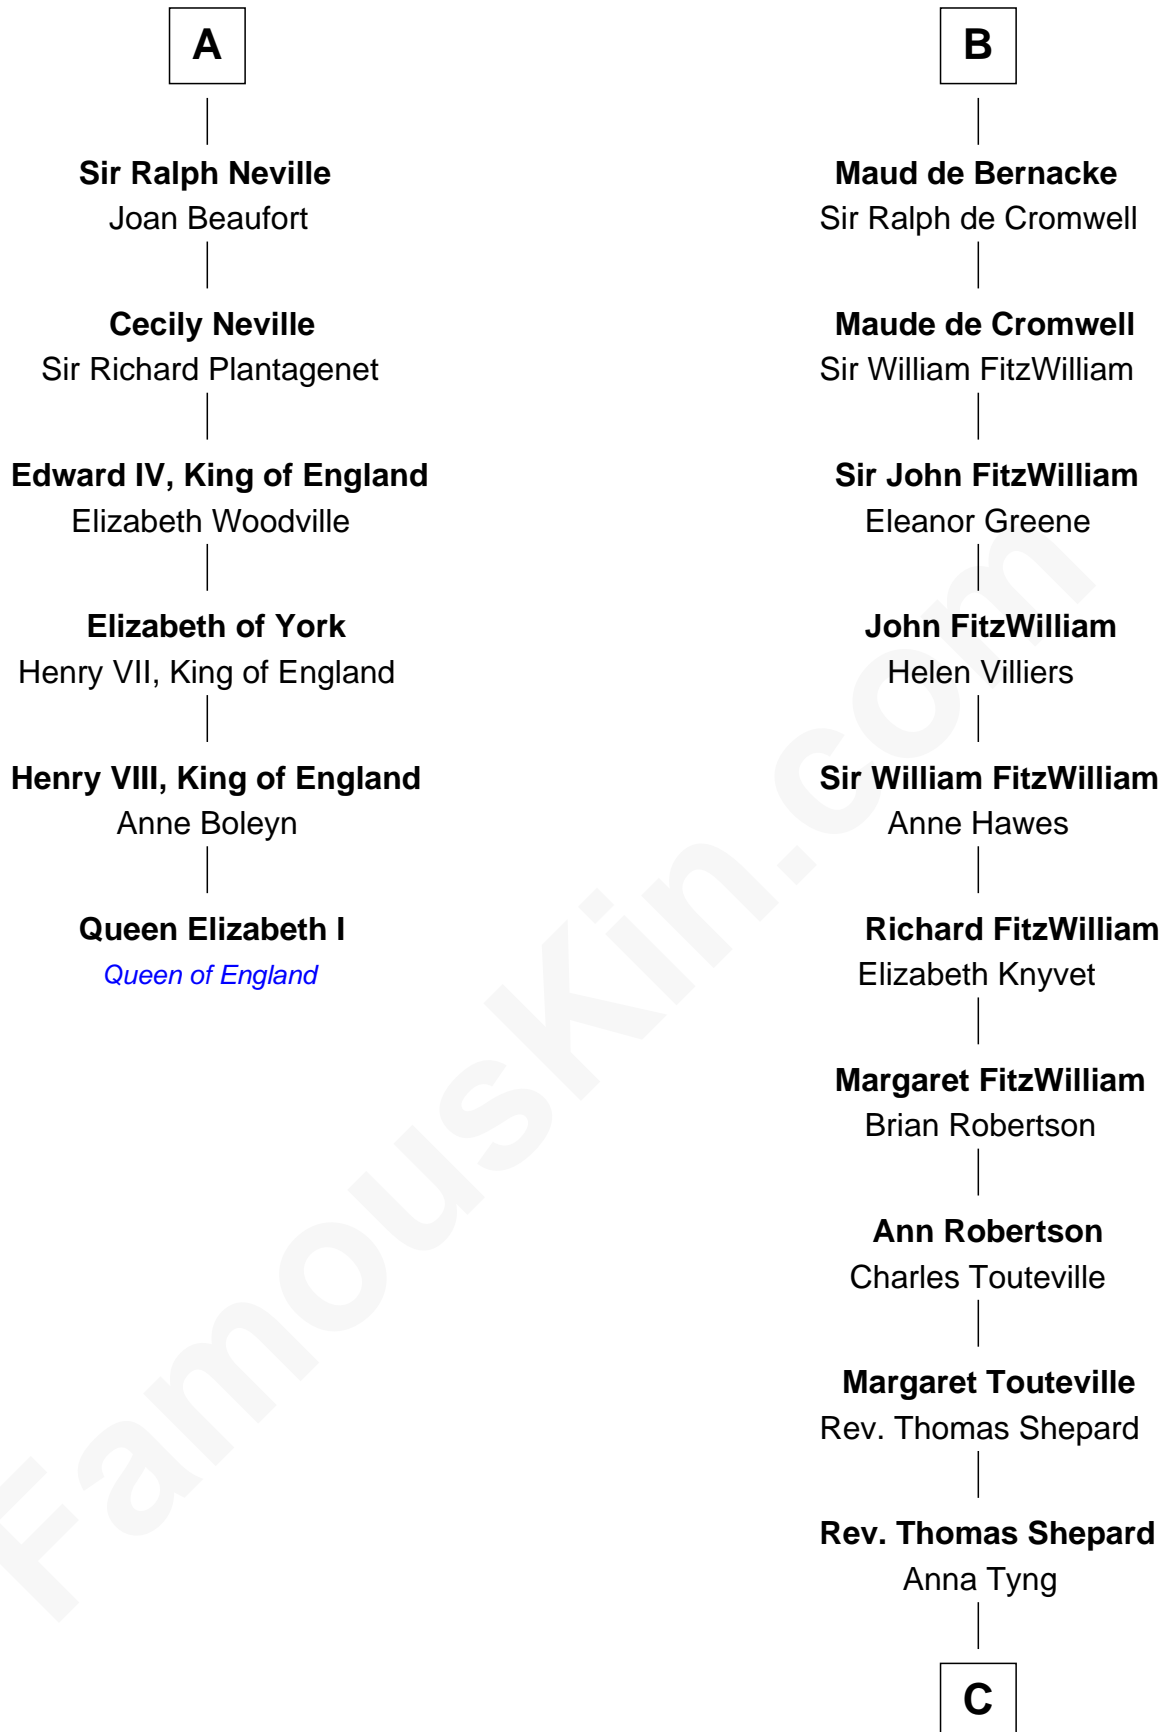 A
Sir Ralph Neville
Joan Beaufort
Cecily Neville
Sir Richard Plantagenet
Edward IV, King of England
Elizabeth Woodville
Elizabeth of York
Henry VII, King of England
Henry VIII, King of England
Anne Boleyn
Queen Elizabeth I
Queen of England
B
Maud de Bernacke
Sir Ralph de Cromwell
Maude de Cromwell
Sir William FitzWilliam
Sir John FitzWilliam
Eleanor Greene
John FitzWilliam
Helen Villiers
Sir William FitzWilliam
Anne Hawes
Richard FitzWilliam
Elizabeth Knyvet
Margaret FitzWilliam
Brian Robertson
Ann Robertson
Charles Touteville
Margaret Touteville
Rev. Thomas Shepard
Rev. Thomas Shepard
Anna Tyng
C
FamousKin.com